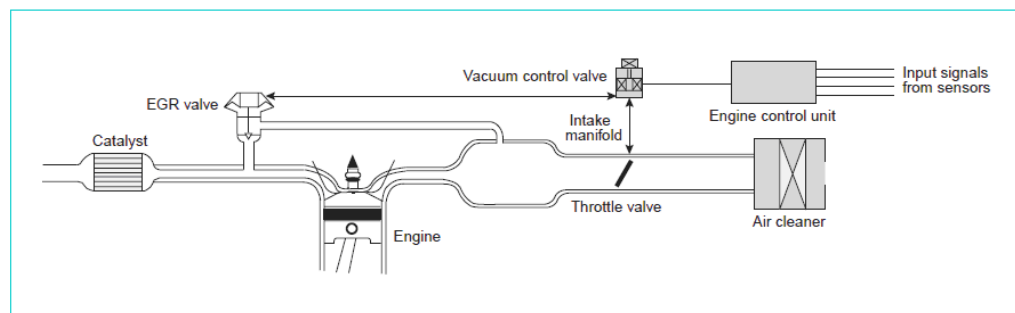 Vacuum control valve
Input signals
from sensors
EGR valve
Engine control unit
Intake
manifold
Catalyst
Throttle valve
Air cleaner
Engine